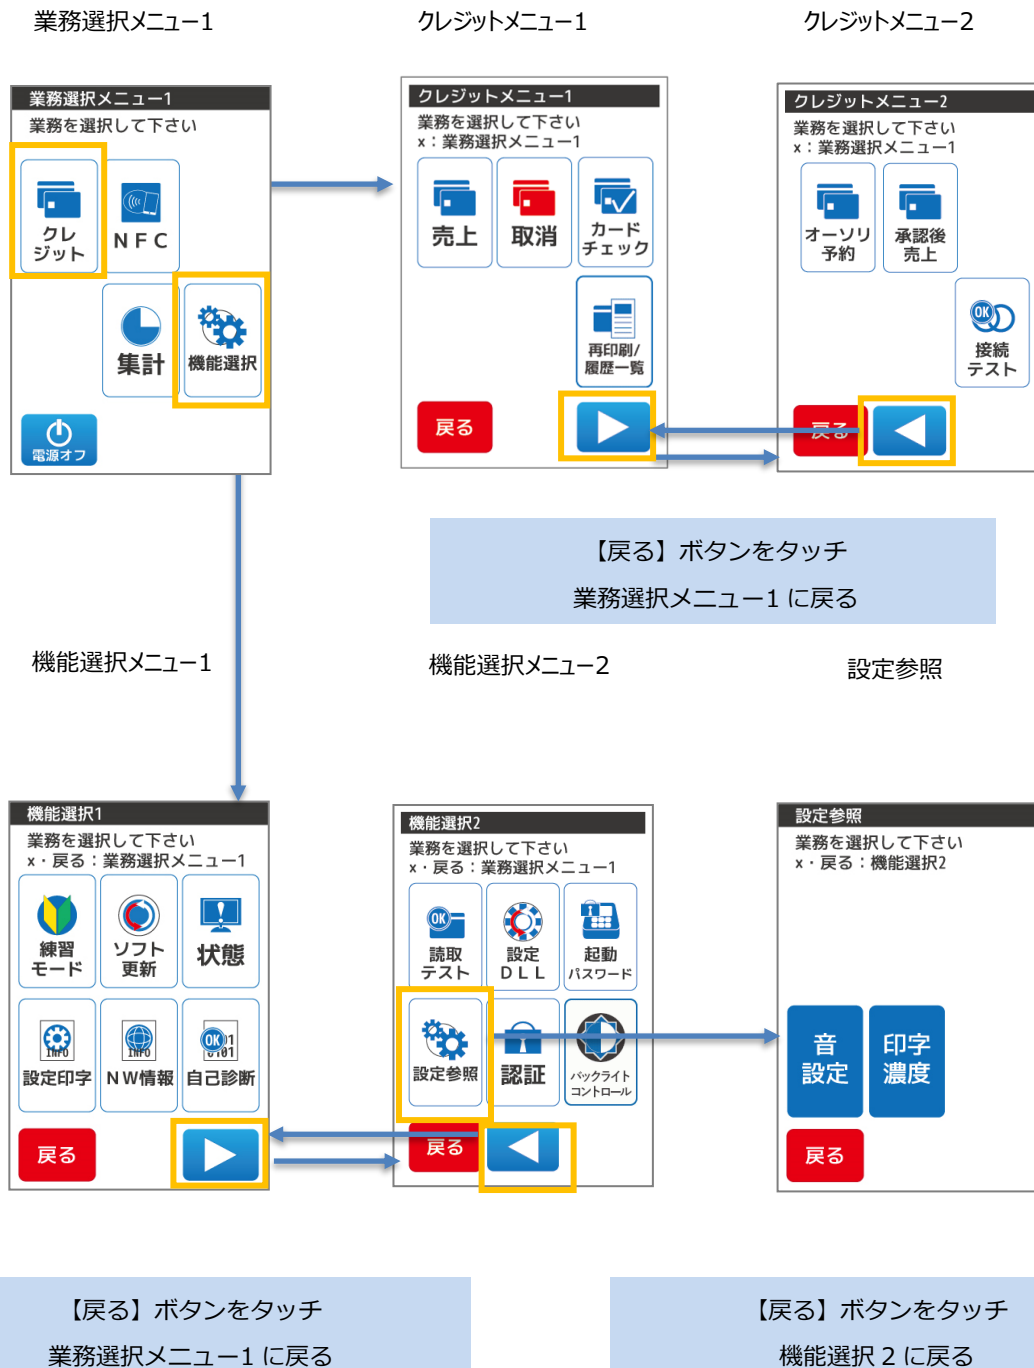 業務選択メニュー1
クレジットメニュー1
クレジットメニュー2
業務選択メニュー1
業務を選択して下さい
クレ
ジット
NFC
集計
機能選択
電源オフ
クレジットメニュー1
業務を選択して下さい
x：業務選択メニュー1
売上
取消
カード
チェック
再印刷/
履歴一覧
戻る
クレジットメニュー2
業務を選択して下さい
x：業務選択メニュー1
オーソリ
予約
承認後
売上
OK
接続
テスト
戻る
【戻る】ボタンをタッチ
業務選択メニュー1 に戻る
機能選択メニュー1
機能選択メニュー2
設定参照
機能選択1
業務を選択して下さい
x・戻る：業務選択メニュー1
練習
モード
ソフト
更新
状態
INFO
設定印字
INFO
NW情報
OK 1
0101
自己診断
戻る
機能選択2
業務を選択して下さい
x・戻る：業務選択メニュー1
OK
読取
テスト
設定
DLL
起動
パスワード
設定参照
認証
バックライト
コントロール
戻る
設定参照
業務を選択して下さい
x・戻る：機能選択2
音
設定
印字
濃度
戻る
【戻る】ボタンをタッチ
業務選択メニュー1 に戻る
【戻る】ボタンをタッチ
機能選択 2 に戻る